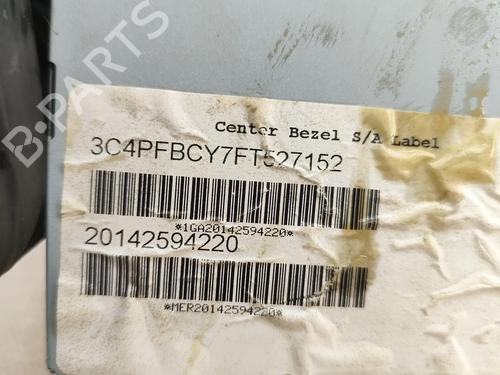 B-PARTS
Center Bezel S/A Label
3C4PFBCY7FT527152
*1GA20142594220*
20142594220
*MER20142594220*